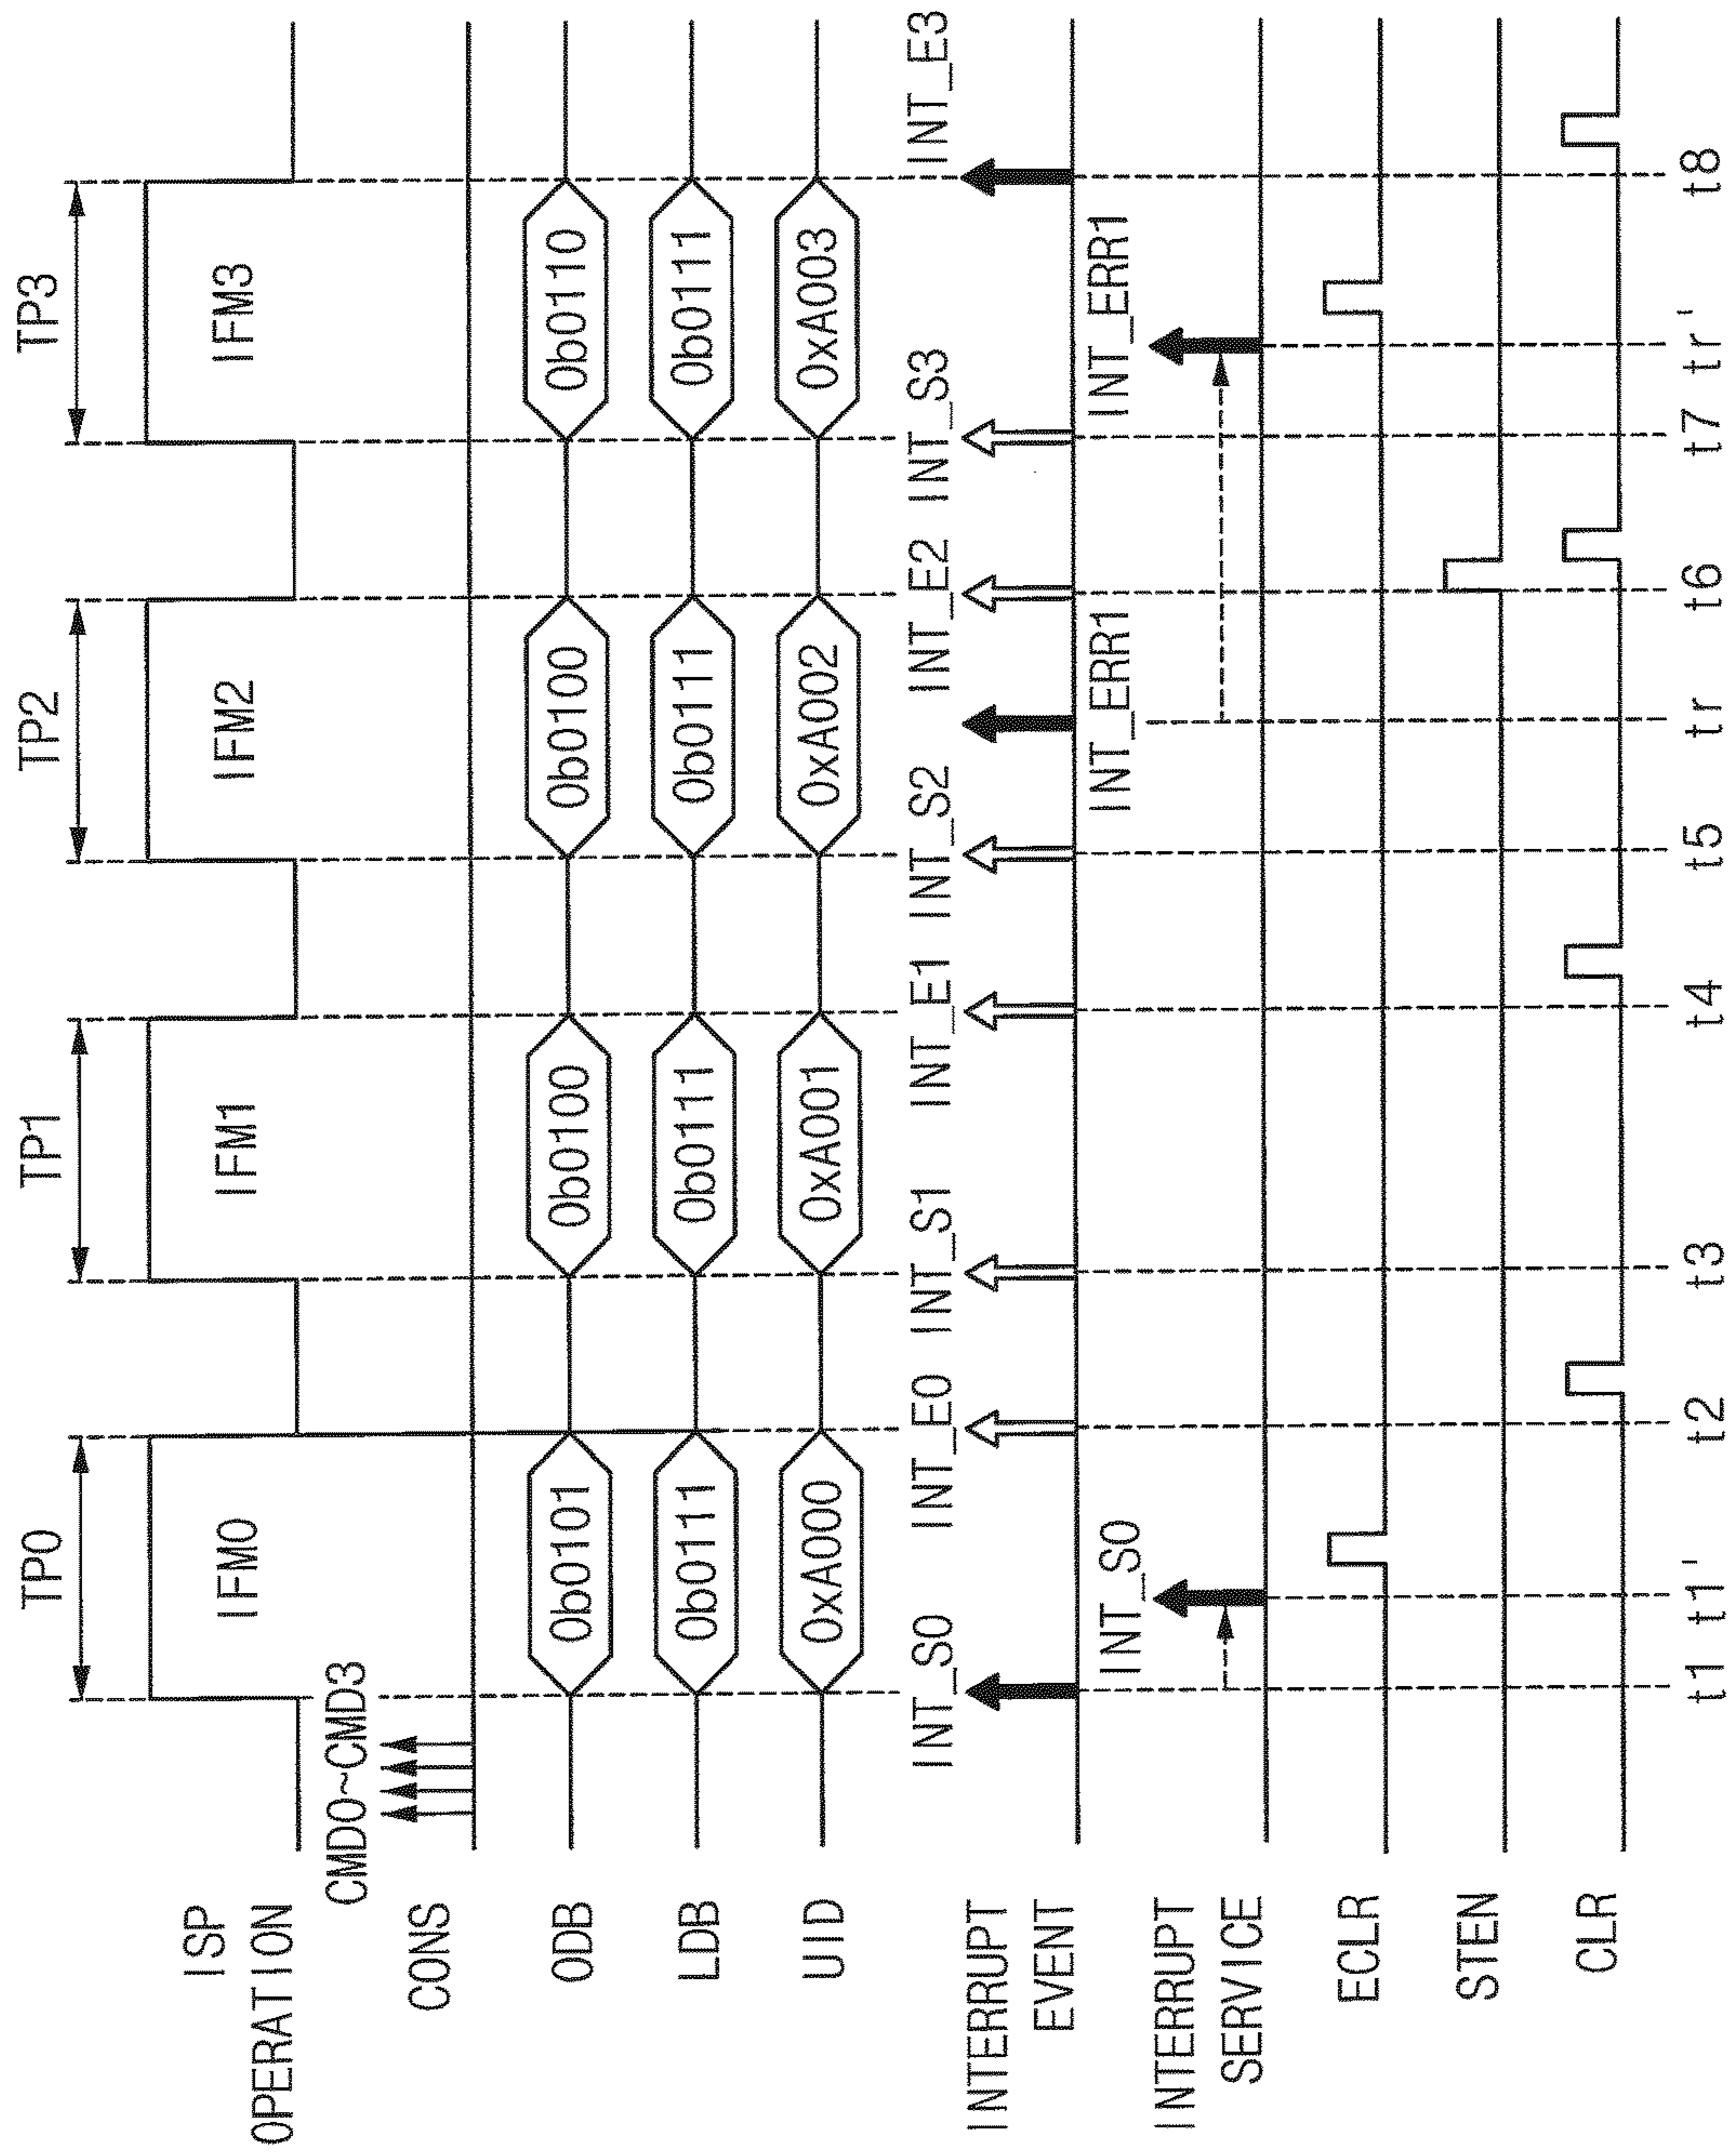 TP0 TP1 TP2 TP3
ISP
OPERATION
IFM0 IFM1 IFM2 IFM3
CMD0~CMD3
CONS
ODB 0b0101 0b0100 0b0100 0b0110
LDB 0b0111 0b0111 0b0111 0b0111
UID 0xA000 0xA001 0xA002 0xA003
INT_S0 INT_E0 INT_S1 INT_E1 INT_S2 INT_E2 INT_S3 INT_E3
INTERRUPT
EVENT
INT_S0 INT_ERR1 INT_ERR1
INTERRUPT
SERVICE
ECLR
STEN
CLR
t1 t1' t2 t3 t4 t5 tr t6 t7 tr' t8